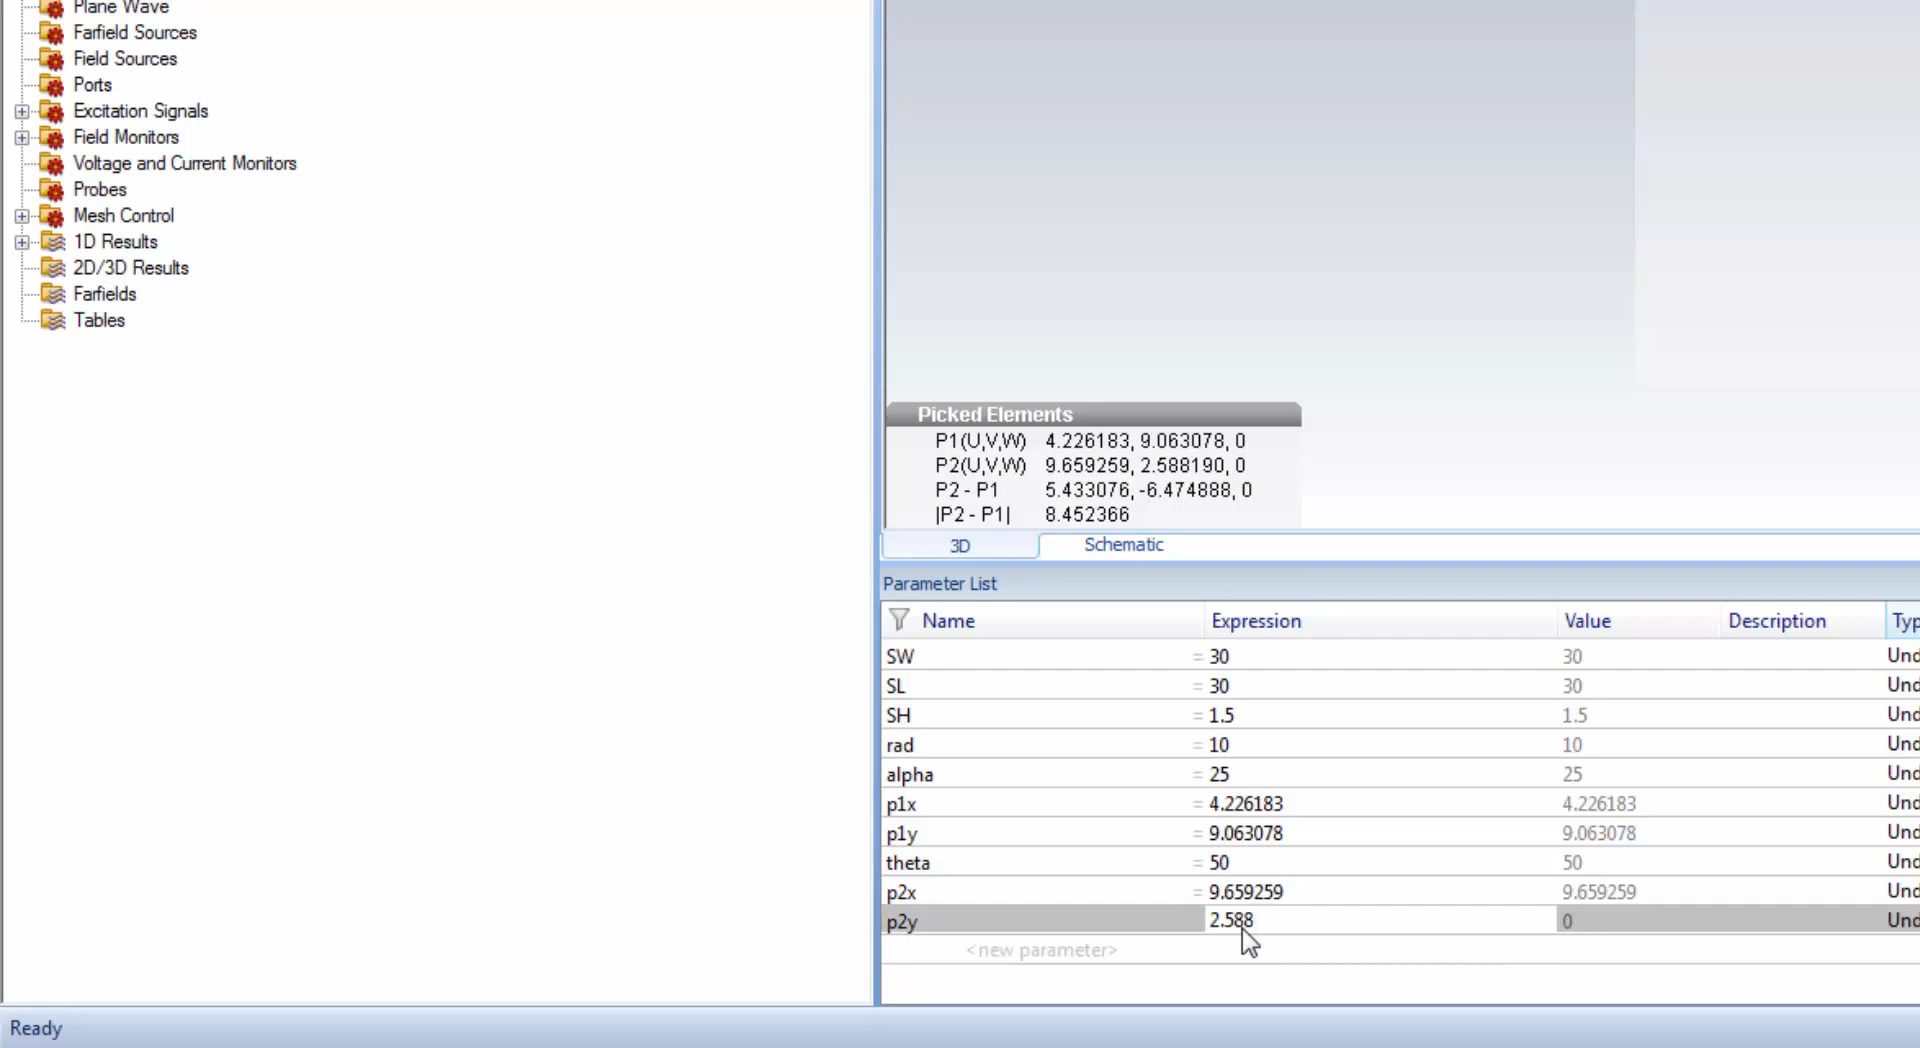 Plane Wave
Farfield Sources
Field Sources
Ports
Excitation Signals
Field Monitors
Voltage and Current Monitors
Probes
Mesh Control
1D Results
2D/3D Results
Farfields
Tables
Picked Elements
P1(U,V,W) 4.226183, 9.063078, 0
P2(U,V,W) 9.659259, 2.588190, 0
P2 - P1 5.433076, -6.474888, 0
|P2 - P1| 8.452366
3D Schematic
Parameter List
Name Expression Value Description Typ
SW = 30 30 Und
SL = 30 30 Und
SH = 1.5 1.5 Und
rad = 10 10 Und
alpha = 25 25 Und
p1x = 4.226183 4.226183 Und
p1y = 9.063078 9.063078 Und
theta = 50 50 Und
p2x = 9.659259 9.659259 Und
p2y 2.588 0 Und
<new parameter>
Ready